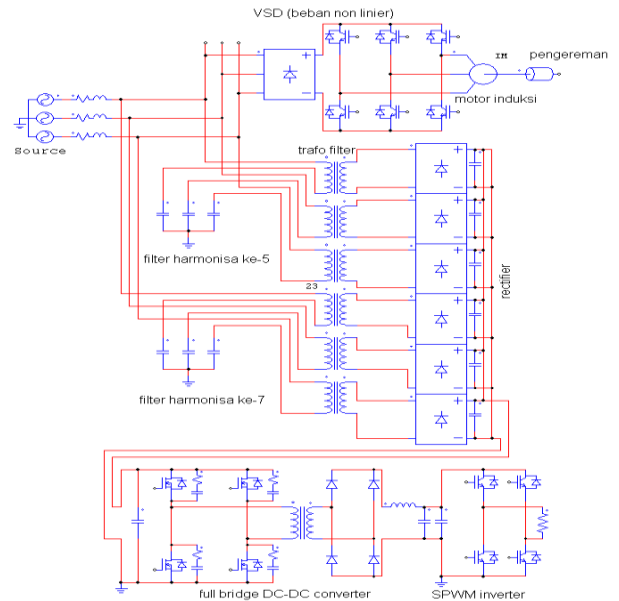 VSD (beban non linier)
IM
pengereman
motor induksi
Source
trafo filter
filter harmonisa ke-5
23
rectifier
filter harmonisa ke-7
full bridge DC-DC converter
SPWM inverter